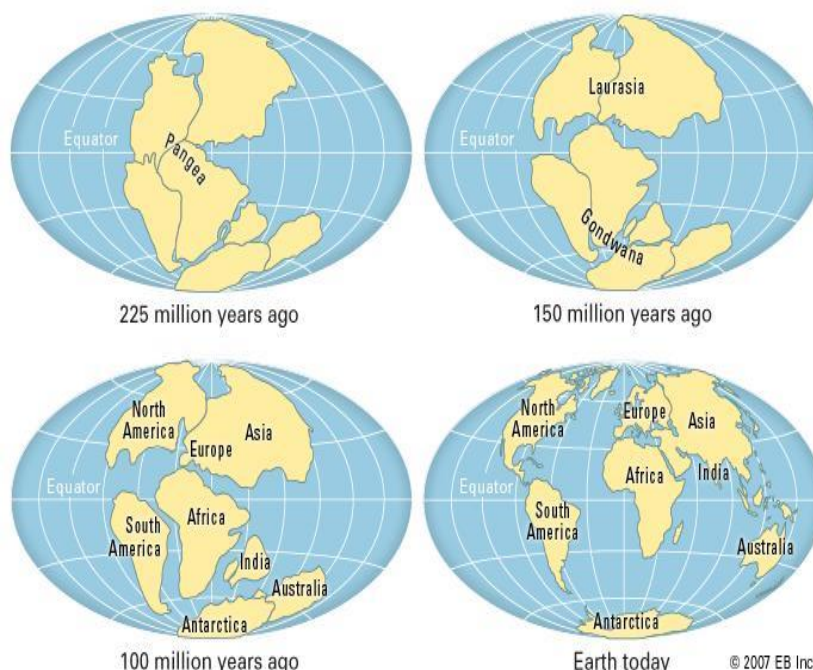 Equator
Pangea
225 million years ago
Laurasia
Equator
Gondwana
150 million years ago
North
America
Asia
Europe
Equator
Africa
South
America
India
Australia
Antarctica
100 million years ago
North
America
Europe
Asia
Africa
India
Equator
South
America
Australia
Antarctica
Earth today
© 2007 EB Inc